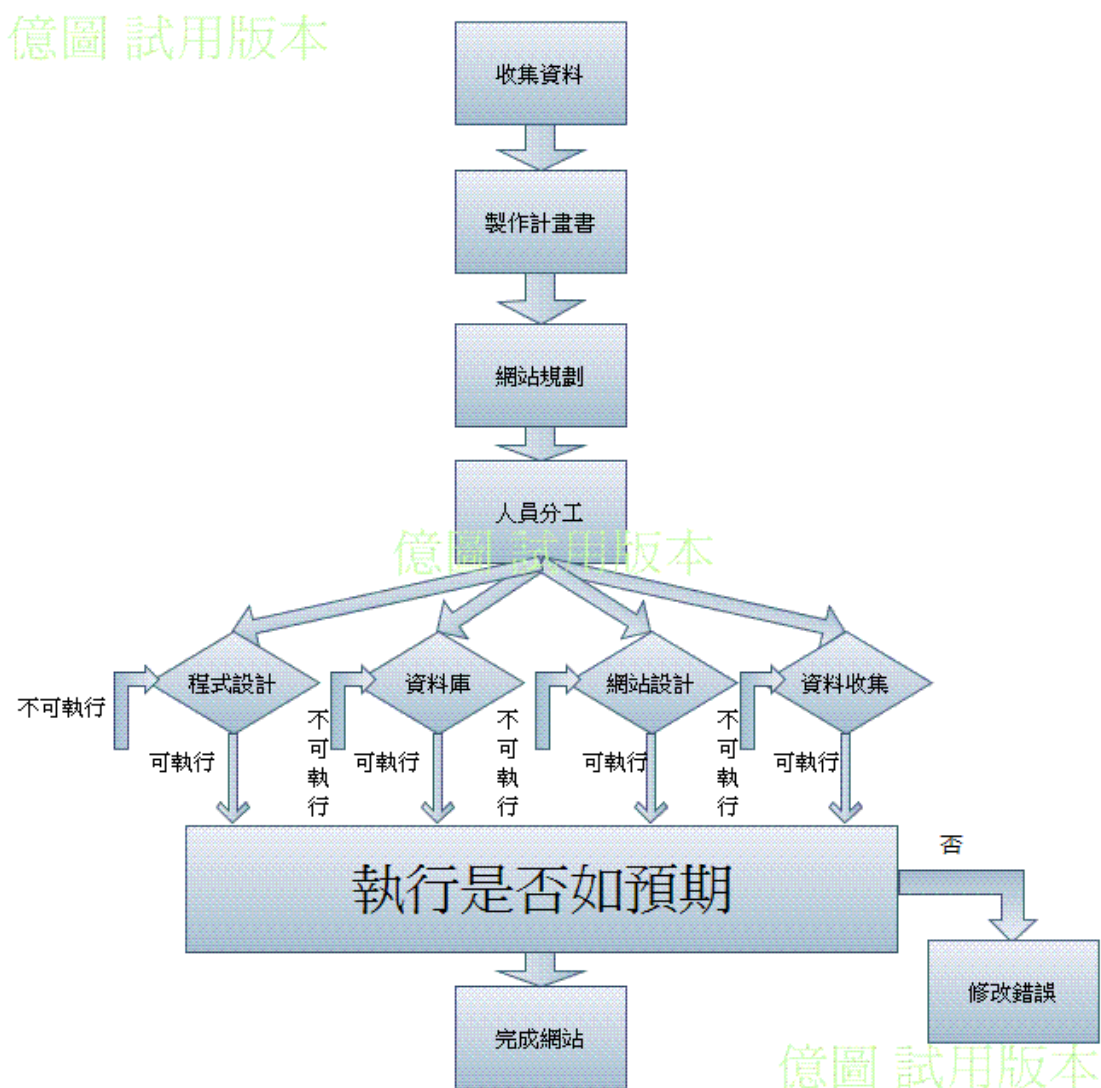 億圖 試用版本
收集資料
製作計畫書
網站規劃
人員分工
億圖 試用版本
程式設計
資料庫
網站設計
資料收集
不可執行
不可執行
不可執行
不可執行
可執行
可執行
可執行
可執行
執行是否如預期
否
修改錯誤
完成網站
億圖 試用版本